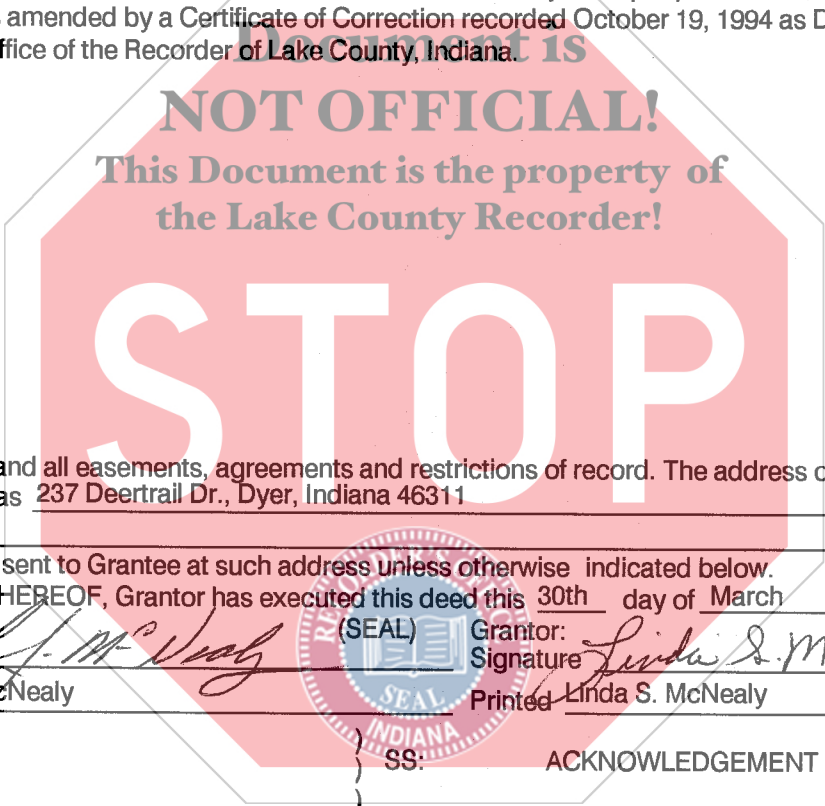 amended by a Certificate of Correction recorded October 19, 1994 as D
ffice of the Recorder of Lake County, Indiana.
Document is
NOT OFFICIAL!
This Document is the property of
the Lake County Recorder!
STOP
and all easements, agreements and restrictions of record. The address o
as 237 Deertrail Dr., Dyer, Indiana 46311
sent to Grantee at such address unless otherwise indicated below.
HEREOF, Grantor has executed this deed this 30th day of March
J. McNealy (SEAL) Grantor:
Signature Linda S. M
cNealy Printed Linda S. McNealy
RECORDER'S OFFICE
SEAL
INDIANA
) SS: ACKNOWLEDGEMENT
)